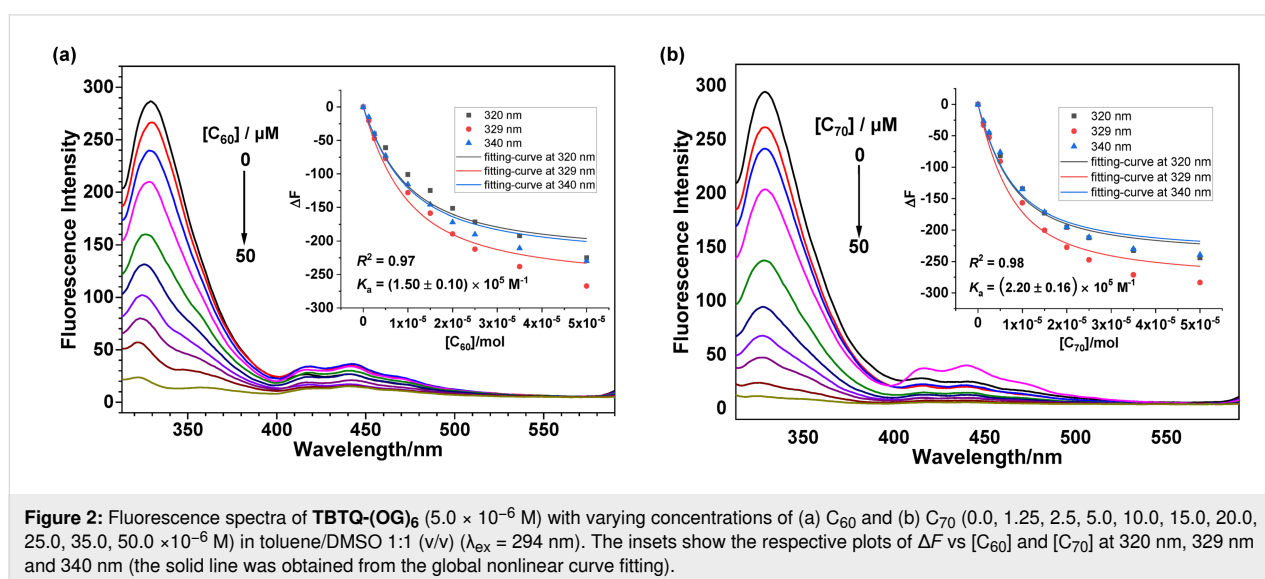 (a)
300
250
200
150
100
50
0
Fluorescence Intensity
350 400 450 500 550
Wavelength/nm
[C₆₀] / µM
0
50
0
-50
-100
-150
-200
-250
-300
ΔF
320 nm
329 nm
340 nm
fitting-curve at 320 nm
fitting-curve at 329 nm
fitting-curve at 340 nm
R² = 0.97
Kₐ = (1.50 ± 0.10) × 10⁵ M⁻¹
0 1x10⁻⁵ 2x10⁻⁵ 3x10⁻⁵ 4x10⁻⁵ 5x10⁻⁵
[C₆₀]/mol
(b)
300
250
200
150
100
50
0
Fluorescence Intensity
350 400 450 500 550
Wavelength/nm
[C₇₀] / µM
0
50
0
-50
-100
-150
-200
-250
-300
ΔF
320 nm
329 nm
340 nm
fitting-curve at 320 nm
fitting-curve at 329 nm
fitting-curve at 340 nm
R² = 0.98
Kₐ = (2.20 ± 0.16) × 10⁵ M⁻¹
0 1x10⁻⁵ 2x10⁻⁵ 3x10⁻⁵ 4x10⁻⁵ 5x10⁻⁵
[C₇₀]/mol
Figure 2: Fluorescence spectra of TBTQ-(OG)₆ (5.0 × 10⁻⁶ M) with varying concentrations of (a) C₆₀ and (b) C₇₀ (0.0, 1.25, 2.5, 5.0, 10.0, 15.0, 20.0,
25.0, 35.0, 50.0 ×10⁻⁶ M) in toluene/DMSO 1:1 (v/v) (λₑₓ = 294 nm). The insets show the respective plots of ΔF vs [C₆₀] and [C₇₀] at 320 nm, 329 nm
and 340 nm (the solid line was obtained from the global nonlinear curve fitting).